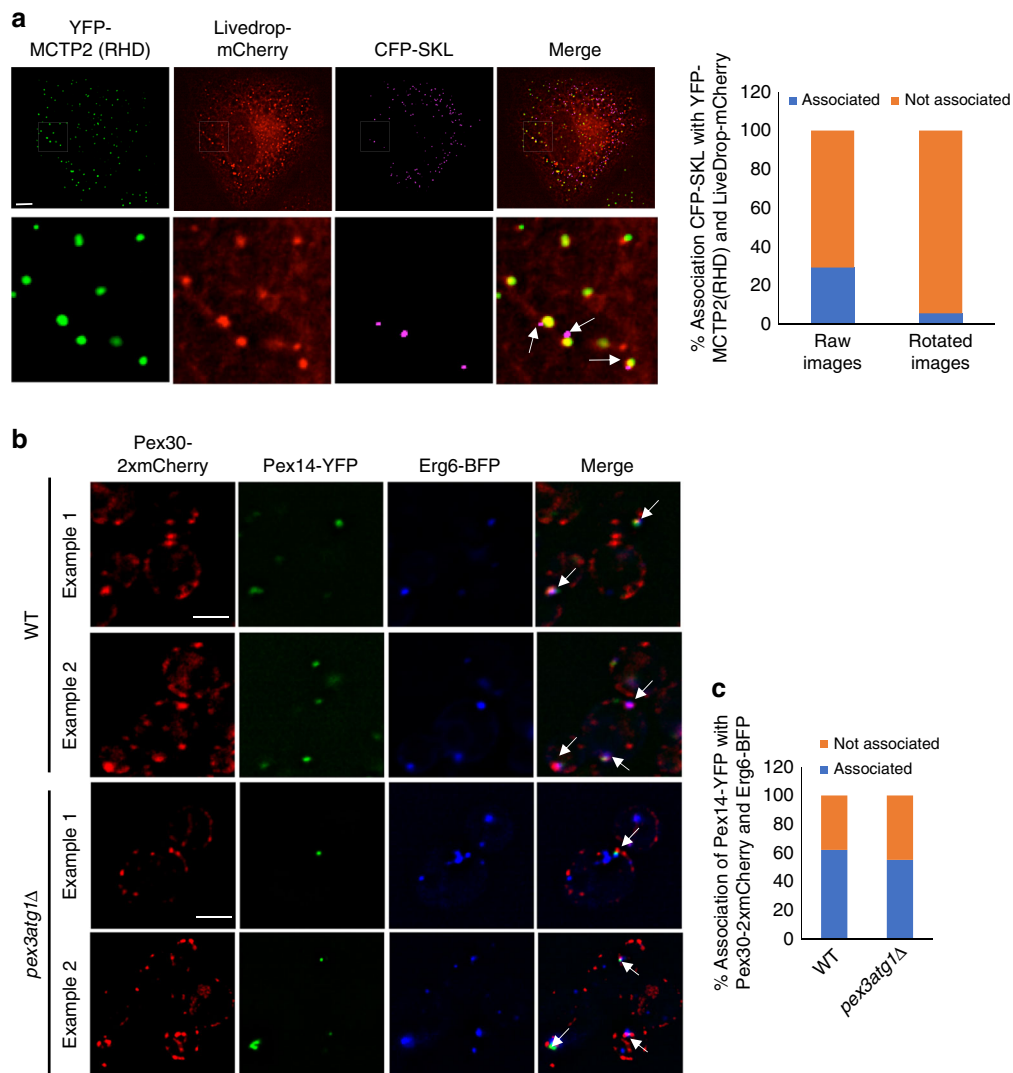 a
YFP-
MCTP2 (RHD)
Livedrop-
mCherry
CFP-SKL
Merge
% Association CFP-SKL with YFP-
MCTP2(RHD) and LiveDrop-mCherry
120
100
80
60
40
20
0
Associated
Not associated
Raw
images
Rotated
images
b
Pex30-
2xmCherry
Pex14-YFP
Erg6-BFP
Merge
WT
Example 1
Example 2
pex3atg1Δ
Example 1
Example 2
c
Not associated
Associated
% Association of Pex14-YFP with
Pex30-2xmCherry and Erg6-BFP
120
100
80
60
40
20
0
WT
pex3atg1Δ